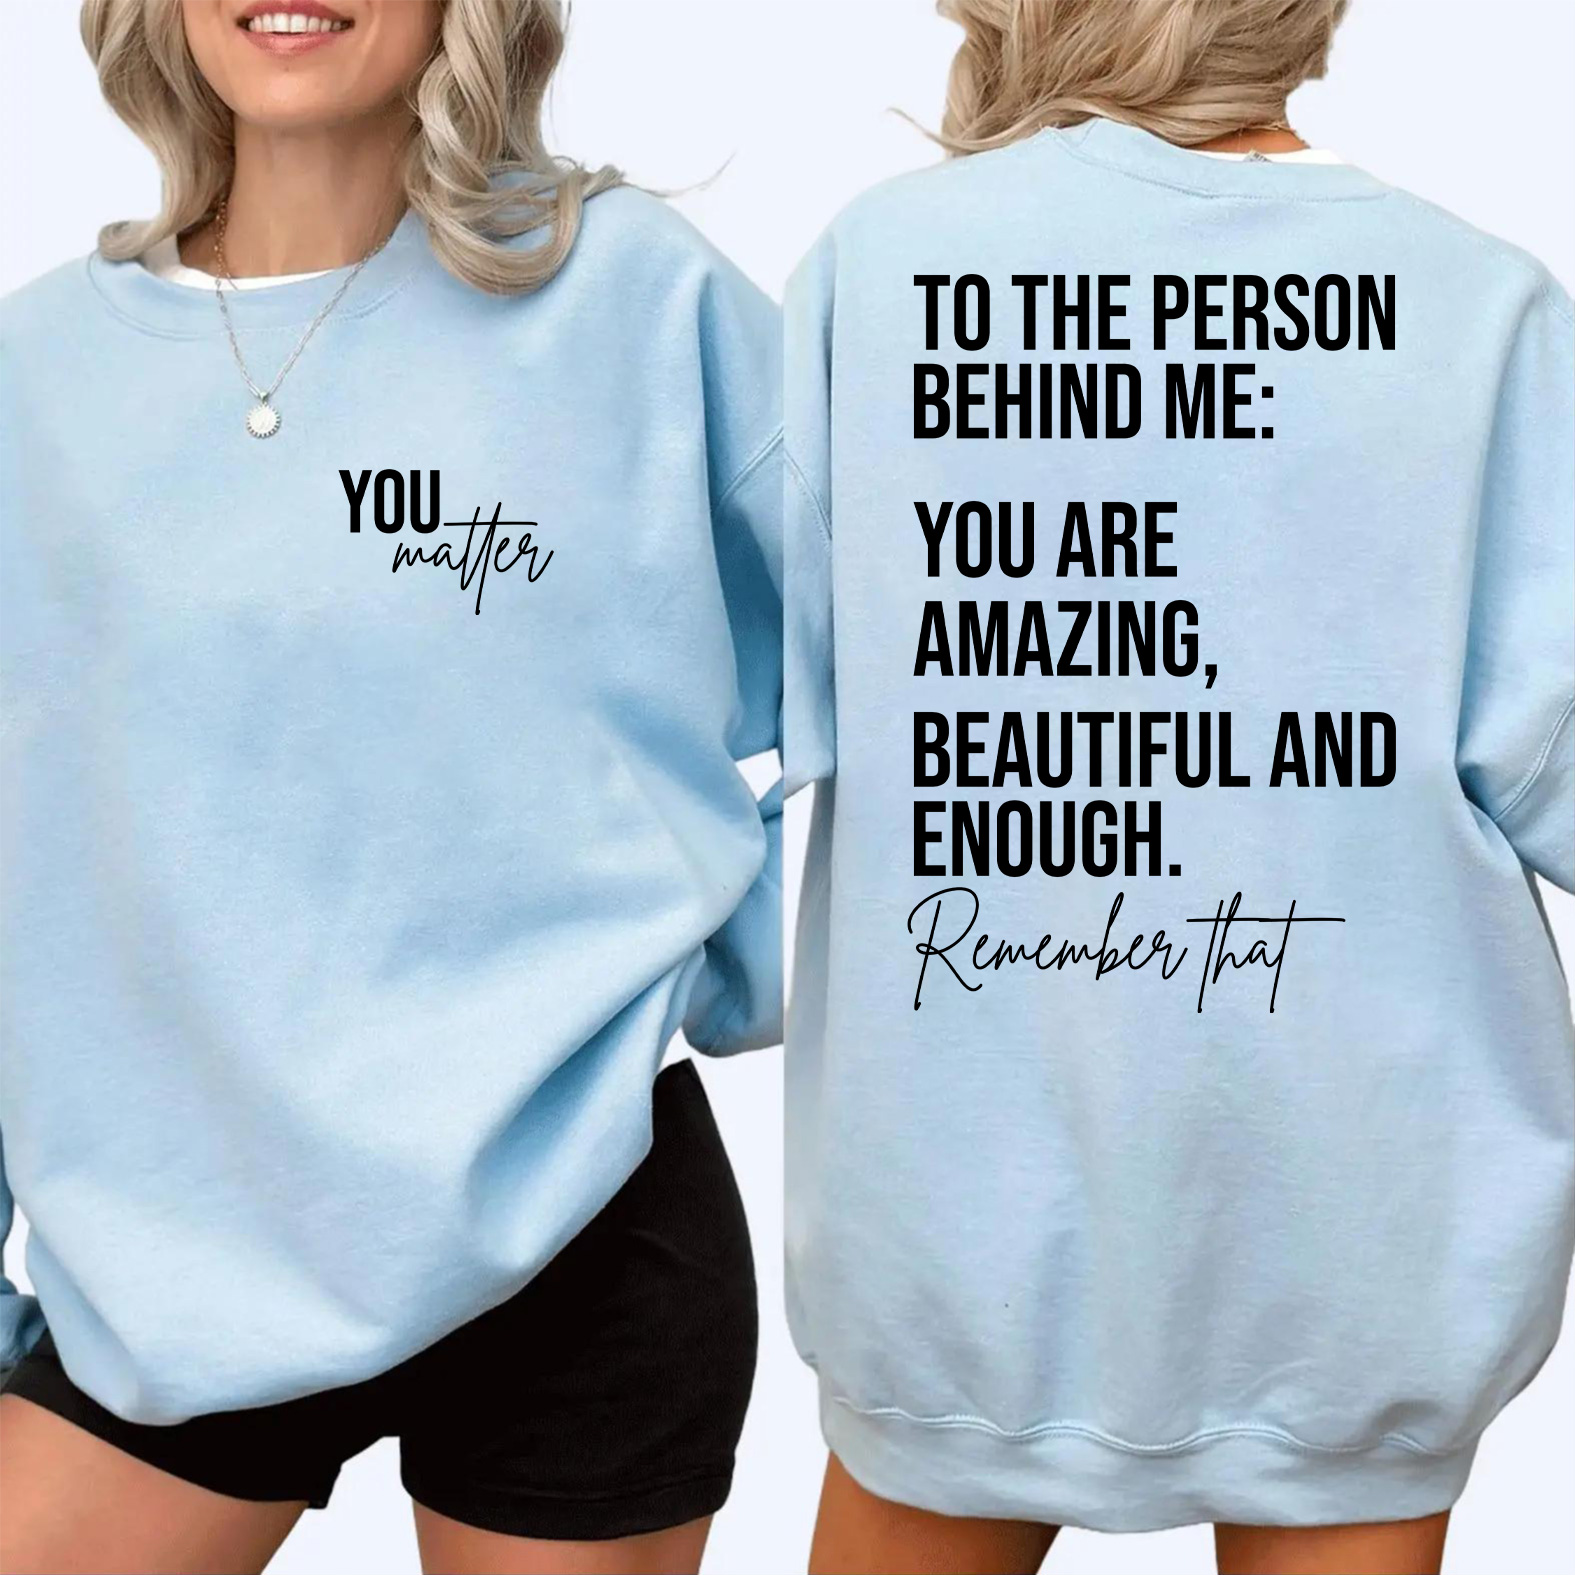 YOU
matter
TO THE PERSON
BEHIND ME:
YOU ARE
AMAZING,
BEAUTIFUL AND
ENOUGH.
Remember that